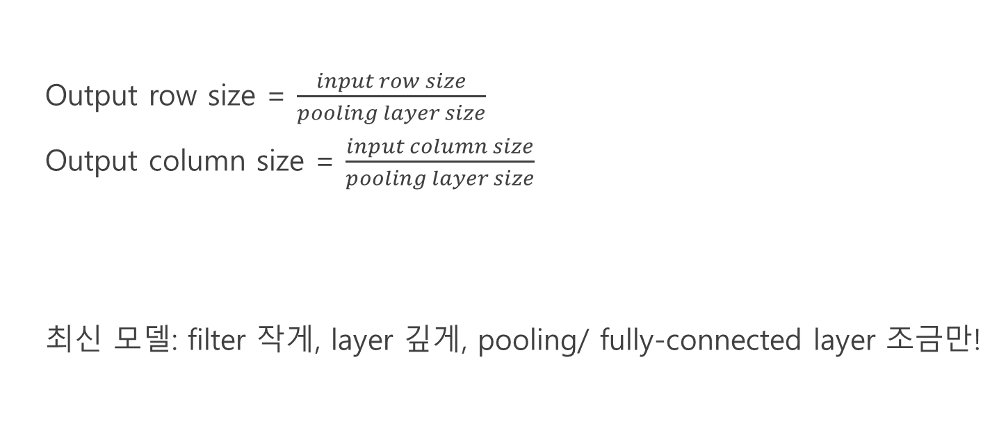 Output row size = \frac{input row size}{pooling layer size}
Output column size = \frac{input column size}{pooling layer size}
최신 모델: filter 작게, layer 깊게, pooling/ fully-connected layer 조금만!